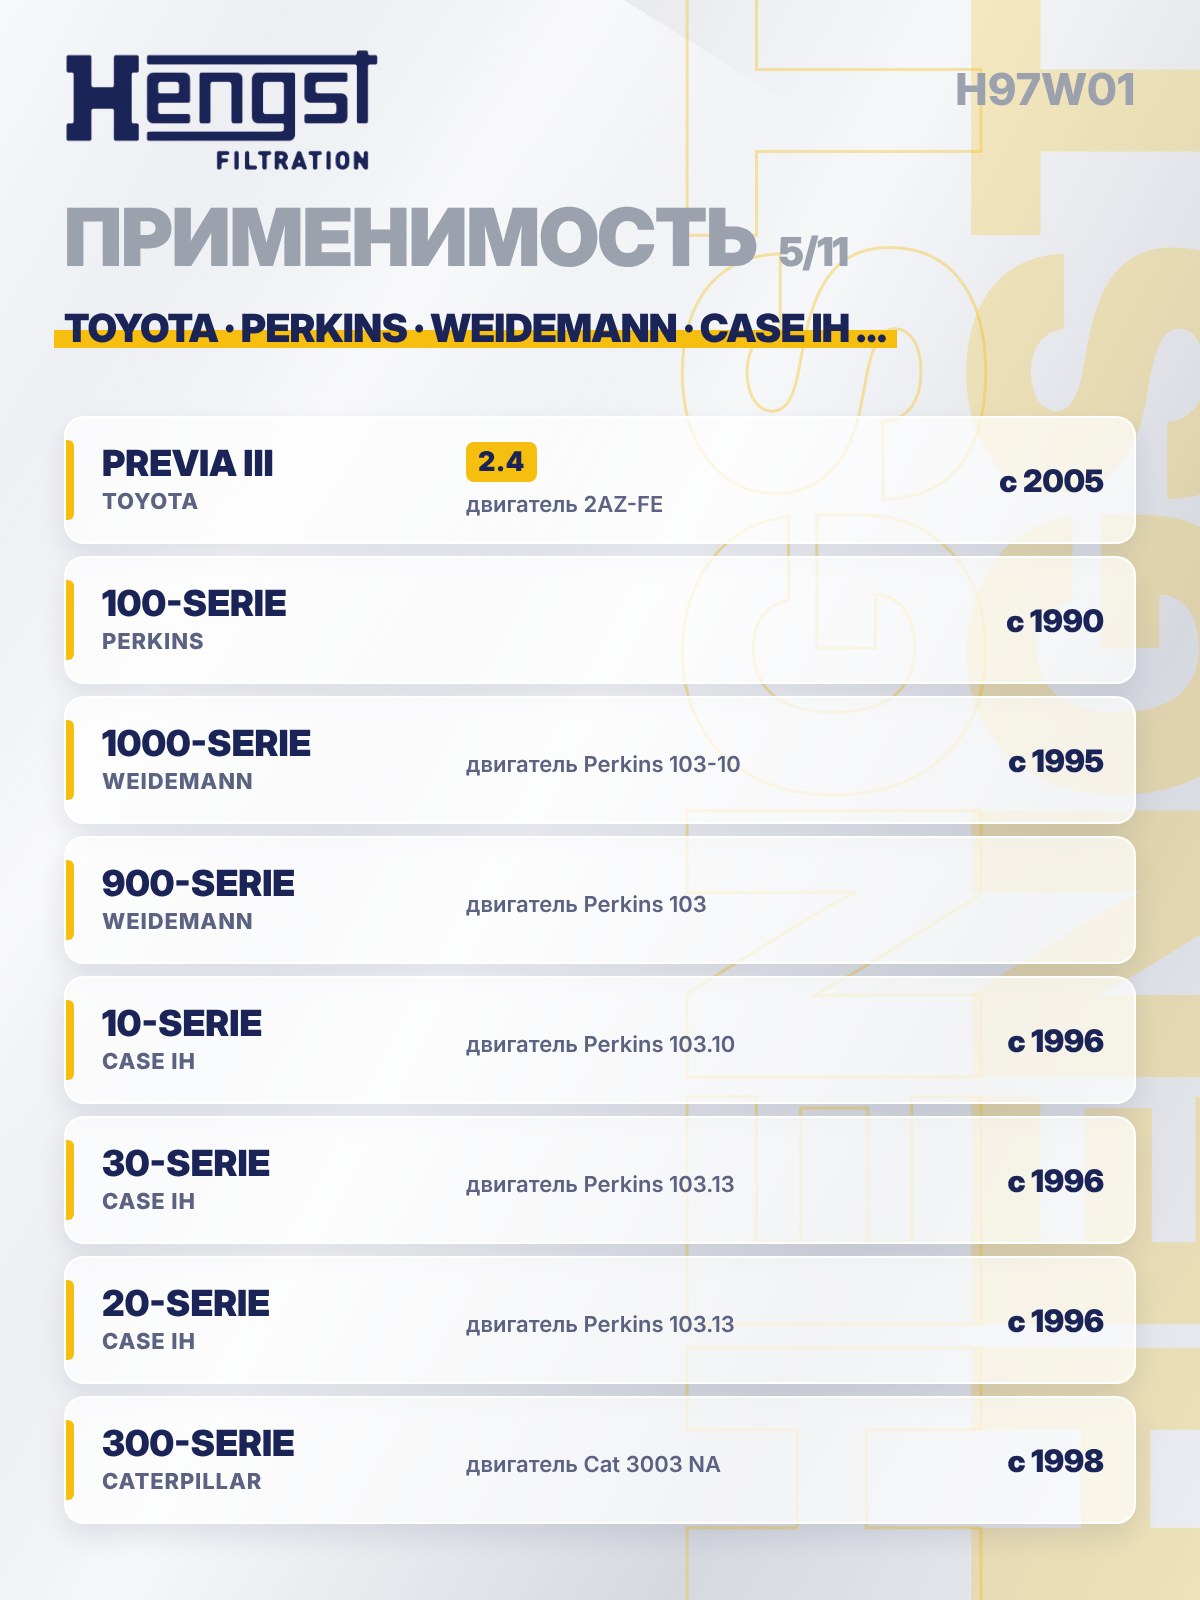 Hengst
FILTRATION
H97W01
ПРИМЕНИМОСТЬ 5/11
TOYOTA · PERKINS · WEIDEMANN · CASE IH ...
PREVIA III
TOYOTA
2.4
двигатель 2AZ-FE
с 2005
100-SERIE
PERKINS
с 1990
1000-SERIE
WEIDEMANN
двигатель Perkins 103-10
с 1995
900-SERIE
WEIDEMANN
двигатель Perkins 103
10-SERIE
CASE IH
двигатель Perkins 103.10
с 1996
30-SERIE
CASE IH
двигатель Perkins 103.13
с 1996
20-SERIE
CASE IH
двигатель Perkins 103.13
с 1996
300-SERIE
CATERPILLAR
двигатель Cat 3003 NA
с 1998
HENGST
HENGST